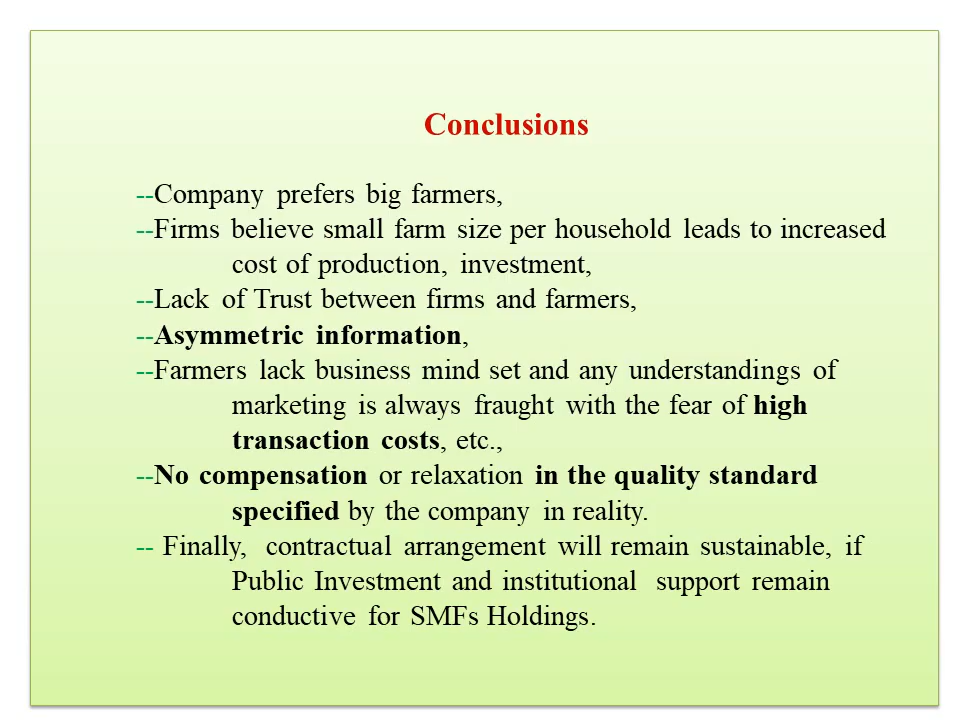 Conclusions
--Company prefers big farmers,
--Firms believe small farm size per household leads to increased
cost of production, investment,
--Lack of Trust between firms and farmers,
--Asymmetric information,
--Farmers lack business mind set and any understandings of
marketing is always fraught with the fear of high
transaction costs, etc.,
--No compensation or relaxation in the quality standard
specified by the company in reality.
-- Finally, contractual arrangement will remain sustainable, if
Public Investment and institutional support remain
conductive for SMFs Holdings.